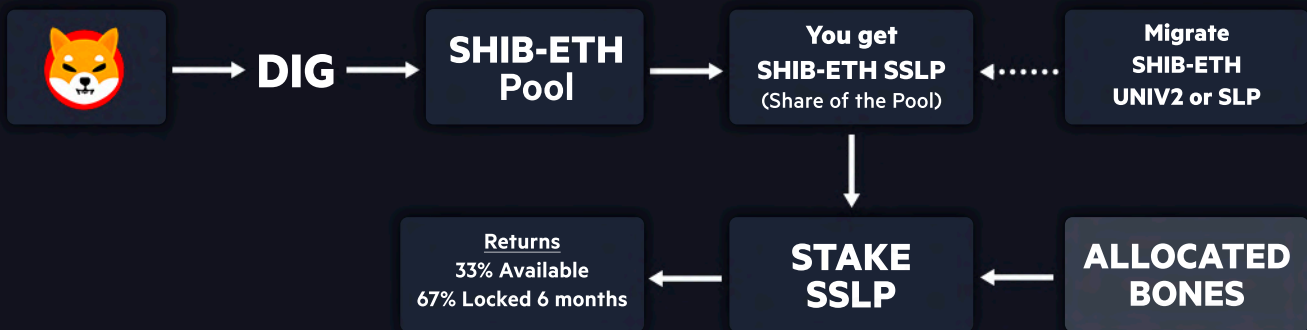 DIG
SHIB-ETH
Pool
You get
SHIB-ETH SSLP
(Share of the Pool)
Migrate
SHIB-ETH
UNIV2 or SLP
Returns
33% Available
67% Locked 6 months
STAKE
SSLP
ALLOCATED
BONES